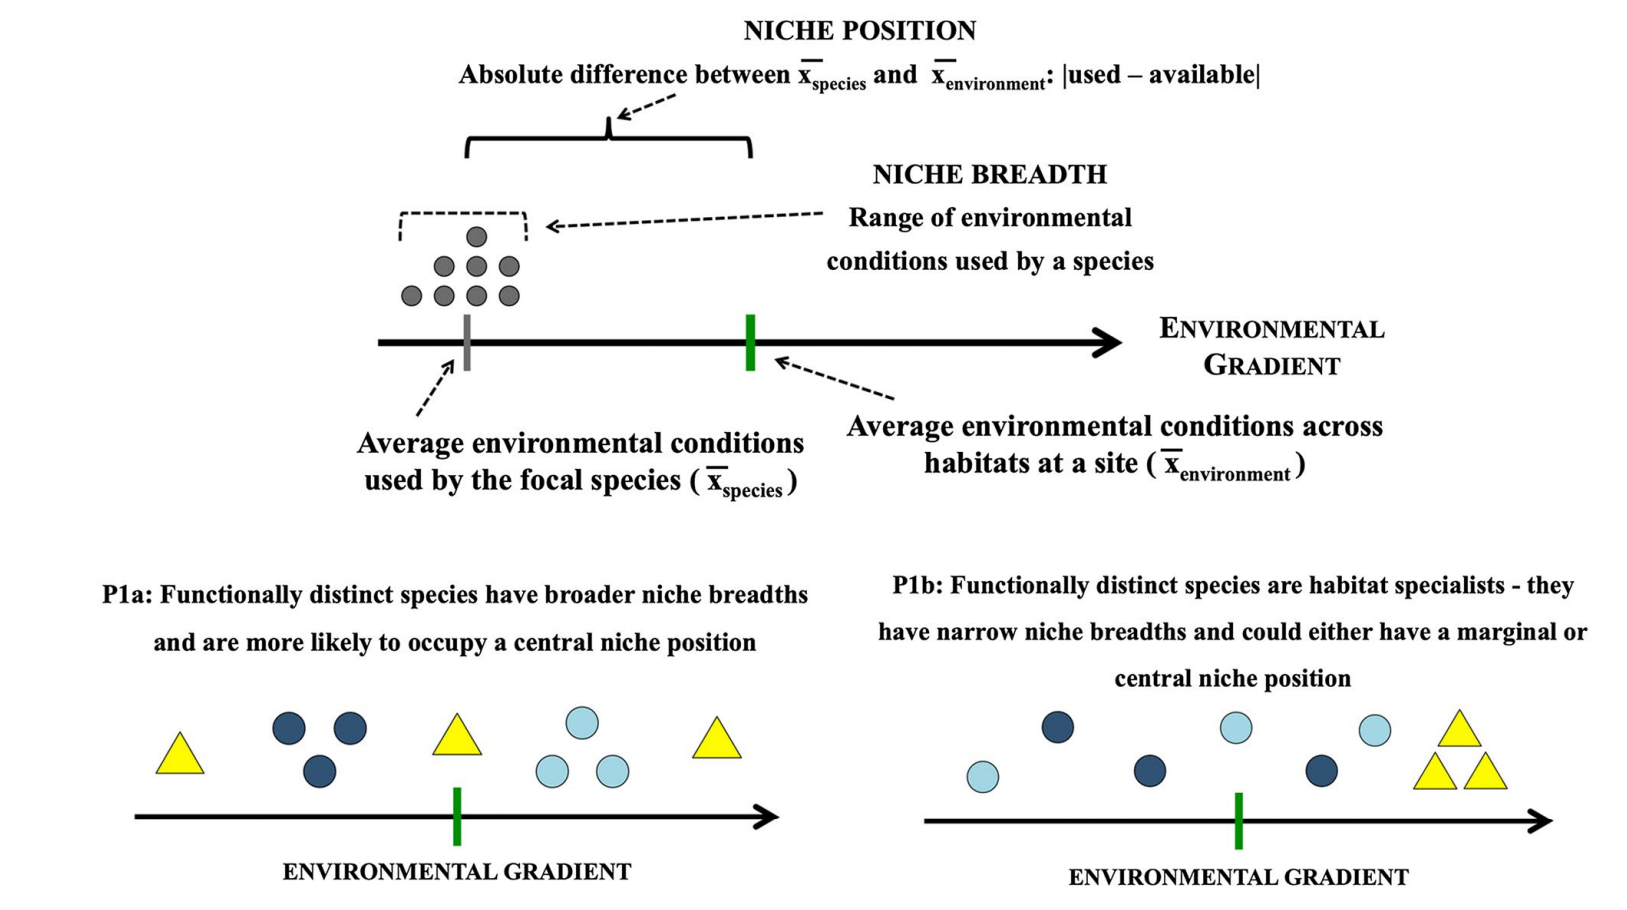 NICHE POSITION
Absolute difference between x̅species and x̅environment: |used – available|
NICHE BREADTH
Range of environmental
conditions used by a species
ENVIRONMENTAL
GRADIENT
Average environmental conditions
used by the focal species ( x̅species )
Average environmental conditions across
habitats at a site ( x̅environment )
P1a: Functionally distinct species have broader niche breadths
and are more likely to occupy a central niche position
P1b: Functionally distinct species are habitat specialists - they
have narrow niche breadths and could either have a marginal or
central niche position
ENVIRONMENTAL GRADIENT
ENVIRONMENTAL GRADIENT